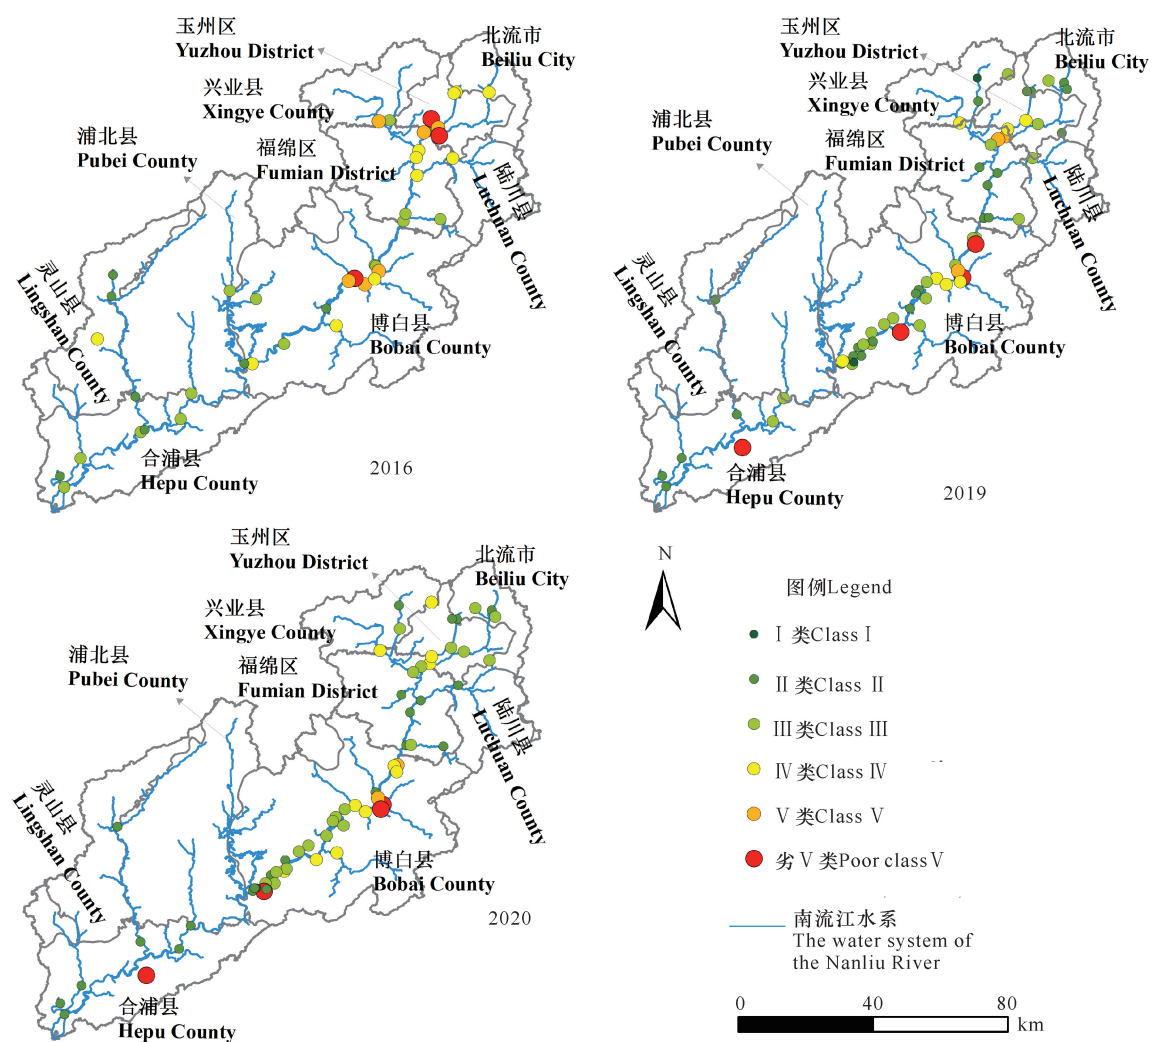 玉州区
Yuzhou District
北流市
Beiliu City
兴业县
Xingye County
浦北县
Pubei County
福绵区
Fumian District
陆川县
Luchuan County
灵山县
Lingshan County
博白县
Bobai County
合浦县
Hepu County
2016
玉州区
Yuzhou District
北流市
Beiliu City
兴业县
Xingye County
浦北县
Pubei County
福绵区
Fumian District
陆川县
Luchuan County
灵山县
Lingshan County
博白县
Bobai County
合浦县
Hepu County
2019
玉州区
Yuzhou District
北流市
Beiliu City
兴业县
Xingye County
浦北县
Pubei County
福绵区
Fumian District
陆川县
Luchuan County
灵山县
Lingshan County
博白县
Bobai County
合浦县
Hepu County
2020
N
图例Legend
Ⅰ类ClassⅠ
Ⅱ类Class Ⅱ
Ⅲ类Class Ⅲ
Ⅳ类Class Ⅳ
Ⅴ类Class Ⅴ
劣Ⅴ类Poor classⅤ
南流江水系
The water system of
the Nanliu River
0 40 80
km